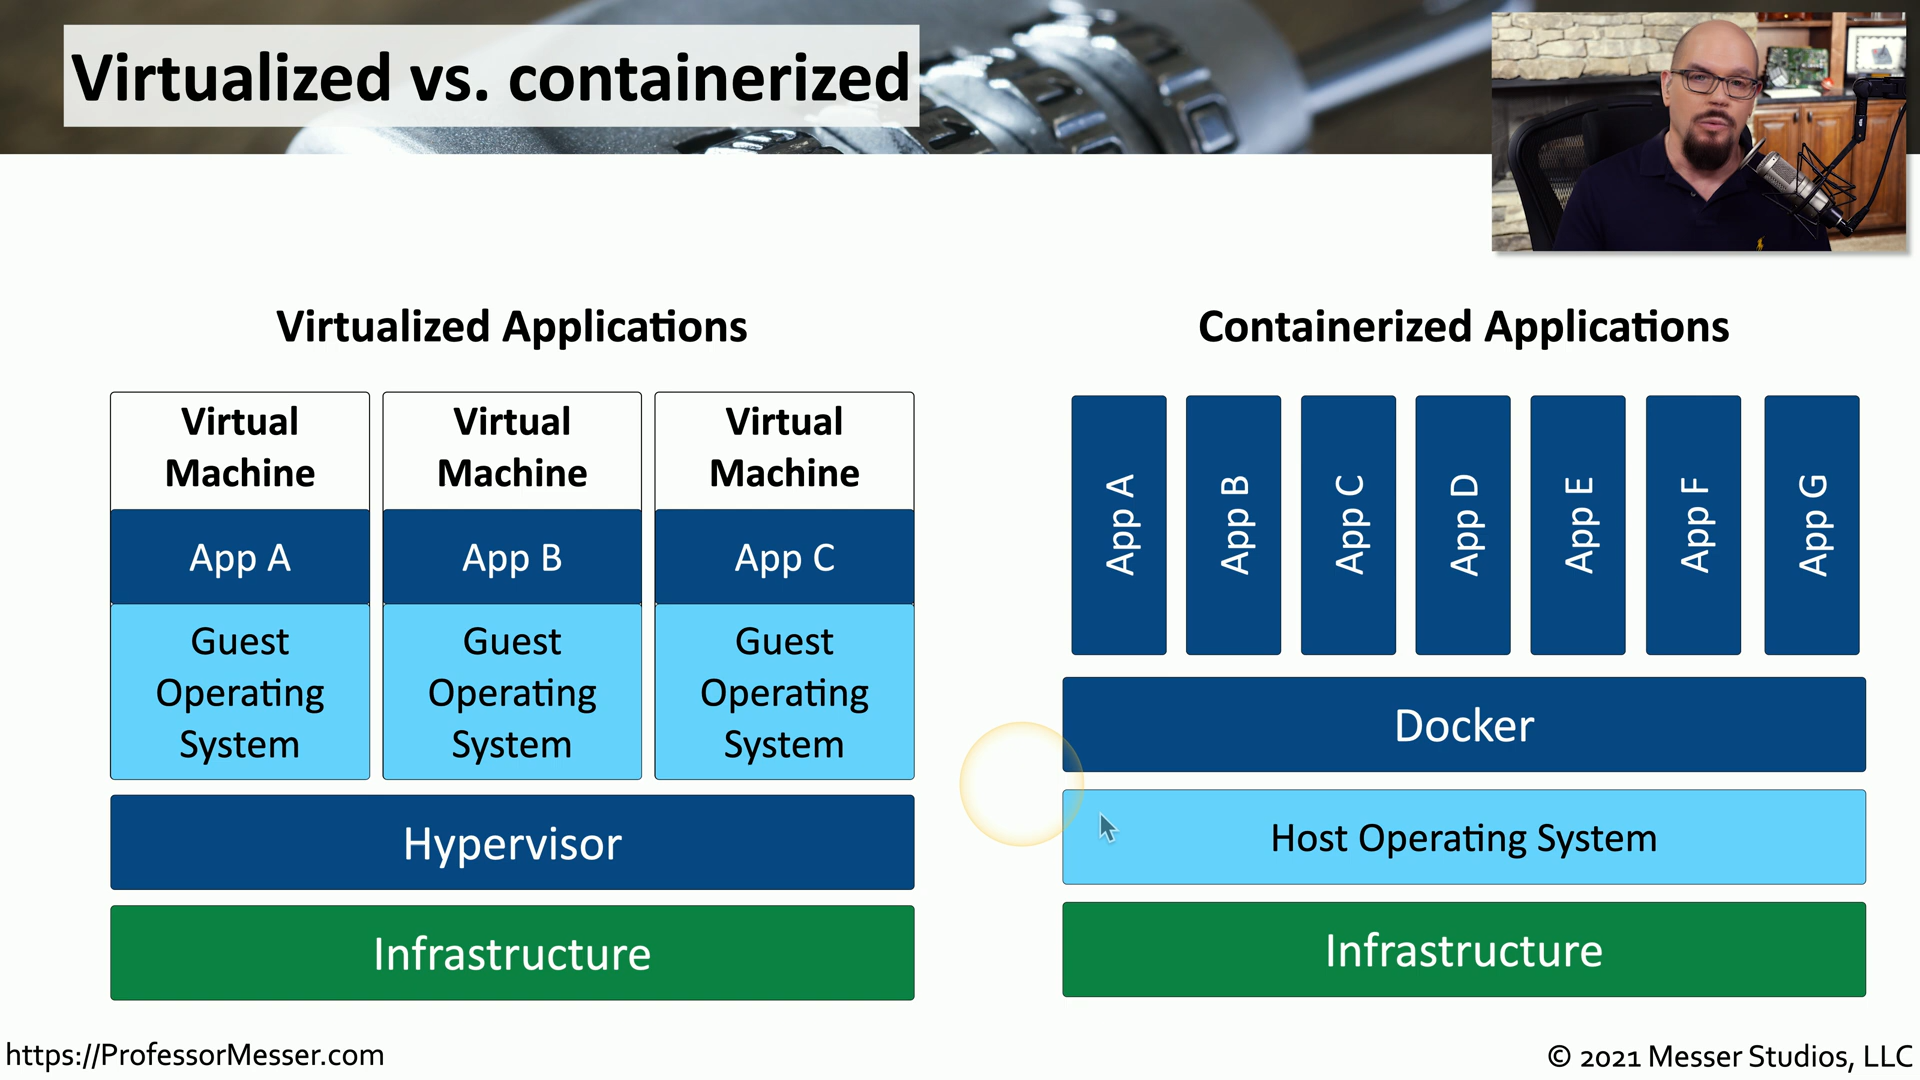 Virtualized vs. containerized
Virtualized Applications
Virtual
Machine
App A
Guest
Operating
System
Virtual
Machine
App B
Guest
Operating
System
Virtual
Machine
App C
Guest
Operating
System
Hypervisor
Infrastructure
Containerized Applications
App A
App B
App C
App D
App E
App F
App G
Docker
Host Operating System
Infrastructure
https://ProfessorMesser.com
© 2021 Messer Studios, LLC